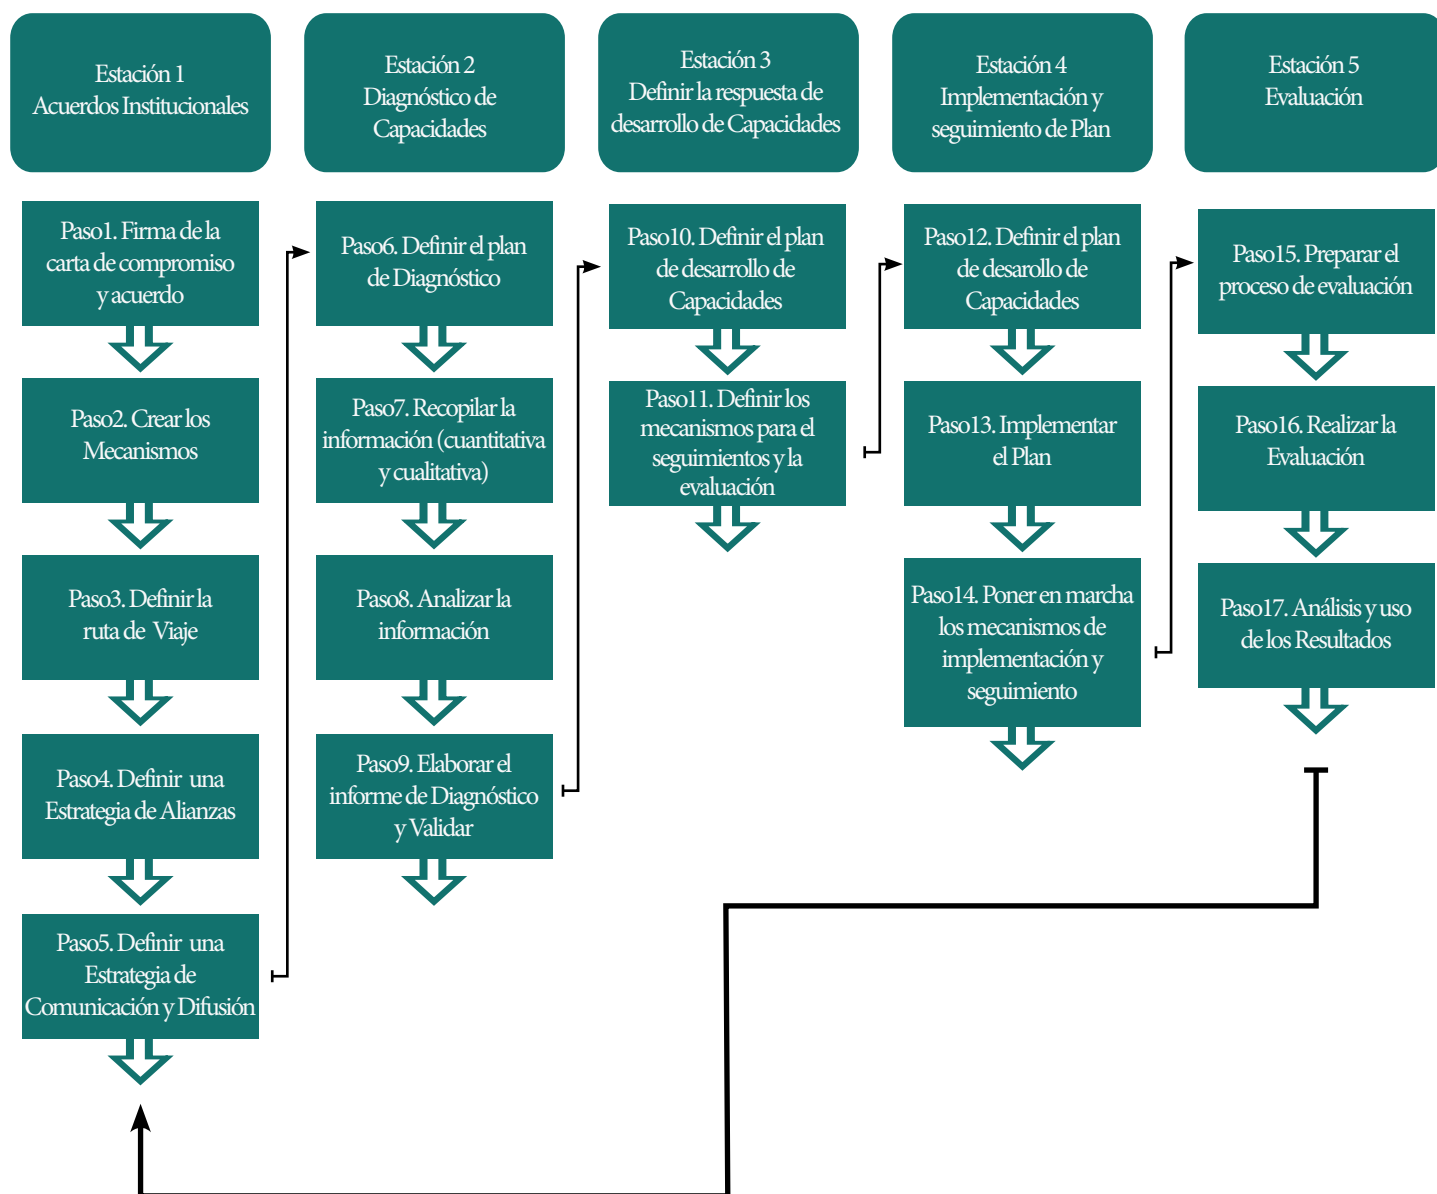 Estación 1
Acuerdos Institucionales
Estación 2
Diagnóstico de
Capacidades
Estación 3
Definir la respuesta de
desarrollo de Capacidades
Estación 4
Implementación y
seguimiento de Plan
Estación 5
Evaluación
Paso1. Firma de la
carta de compromiso
y acuerdo
Paso2. Crear los
Mecanismos
Paso3. Definir la
ruta de Viaje
Paso4. Definir una
Estrategia de Alianzas
Paso5. Definir una
Estrategia de
Comunicación y Difusión
Paso6. Definir el plan
de Diagnóstico
Paso7. Recopilar la
información (cuantitativa
y cualitativa)
Paso8. Analizar la
información
Paso9. Elaborar el
informe de Diagnóstico
y Validar
Paso10. Definir el plan
de desarrollo de
Capacidades
Paso11. Definir los
mecanismos para el
seguimientos y la
evaluación
Paso12. Definir el plan
de desarollo de
Capacidades
Paso13. Implementar
el Plan
Paso14. Poner en marcha
los mecanismos de
implementación y
seguimiento
Paso15. Preparar el
proceso de evaluación
Paso16. Realizar la
Evaluación
Paso17. Análisis y uso
de los Resultados